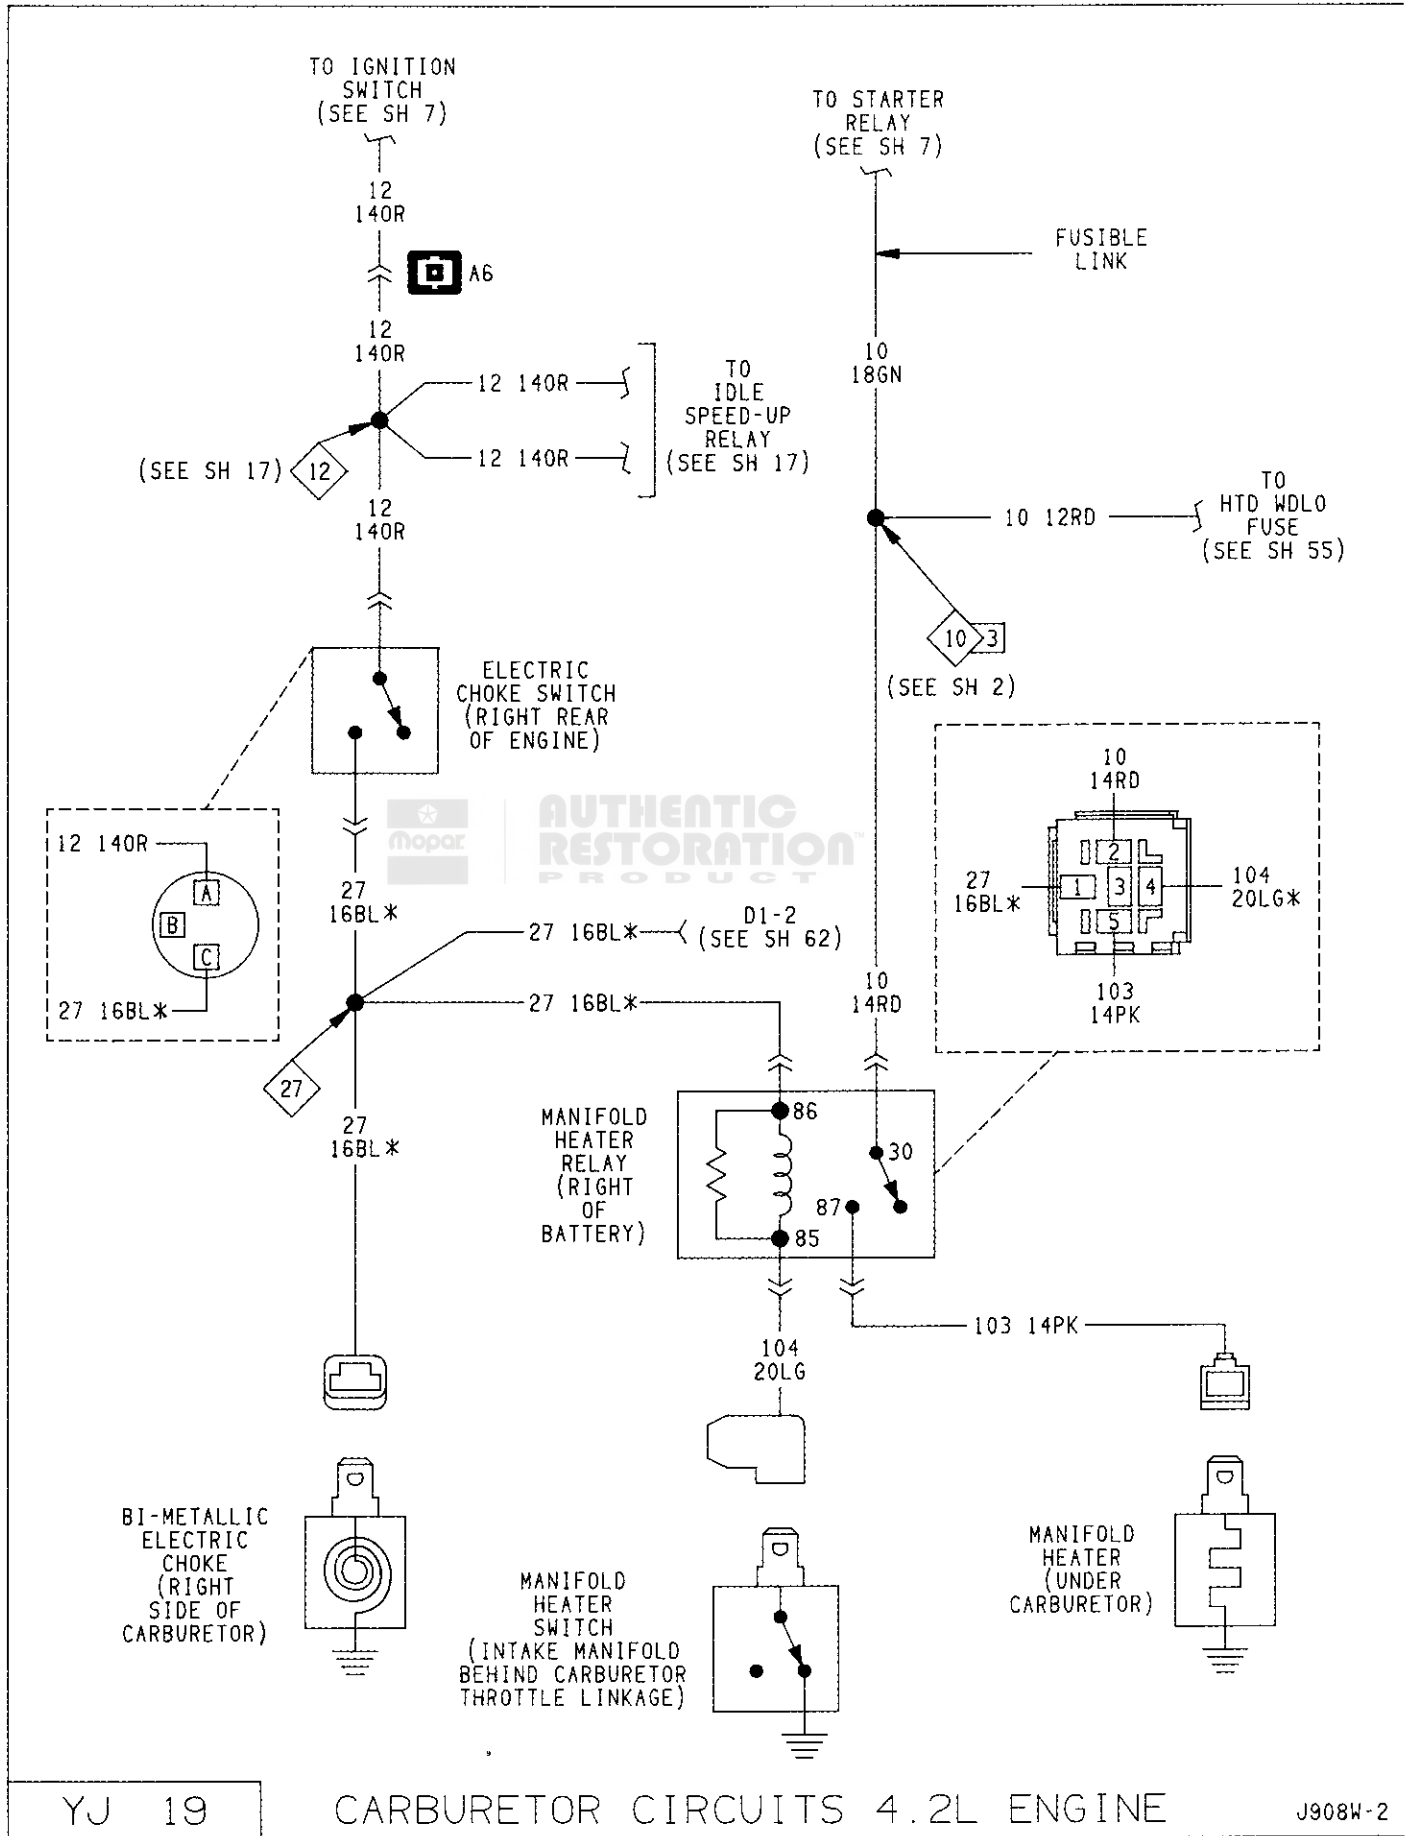 TO IGNITION
SWITCH
(SEE SH 7)
TO STARTER
RELAY
(SEE SH 7)
12
140R
FUSIBLE
LINK
A6
12
140R
10
18GN
12 140R
12 140R
TO
IDLE
SPEED-UP
RELAY
(SEE SH 17)
(SEE SH 17)
12
12
140R
10 12RD
TO
HTD WDLO
FUSE
(SEE SH 55)
10
3
(SEE SH 2)
ELECTRIC
CHOKE SWITCH
(RIGHT REAR
OF ENGINE)
12 140R
A
B
C
27 16BL*
Mopar
AUTHENTIC
RESTORATION™
PRODUCT
10
14RD
27
16BL*
1
2
3
4
5
104
20LG*
103
14PK
27
16BL*
27 16BL*
D1-2
(SEE SH 62)
27 16BL*
10
14RD
27
27
16BL*
MANIFOLD
HEATER
RELAY
(RIGHT
OF
BATTERY)
86
30
87
85
103 14PK
104
20LG
BI-METALLIC
ELECTRIC
CHOKE
(RIGHT
SIDE OF
CARBURETOR)
MANIFOLD
HEATER
SWITCH
(INTAKE MANIFOLD
BEHIND CARBURETOR
THROTTLE LINKAGE)
MANIFOLD
HEATER
(UNDER
CARBURETOR)
YJ 19
CARBURETOR CIRCUITS 4.2L ENGINE
J908W-2